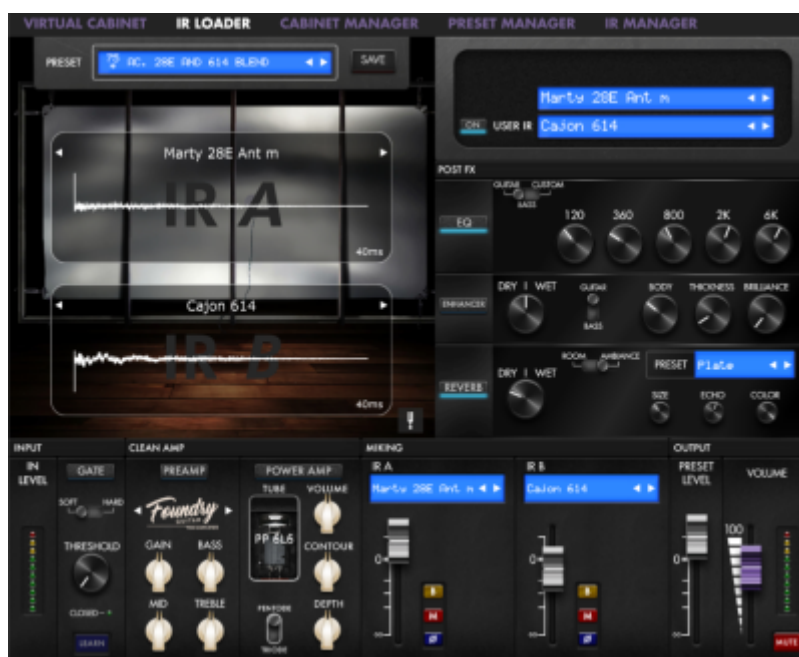 VIRTUAL CABINET IR LOADER CABINET MANAGER PRESET MANAGER IR MANAGER
PRESET AC. 28E AND 614 BLEND SAVE
Marty 28E Ant m
ON USER IR Cajon 614
Marty 28E Ant m
IR A
40ms
Cajon 614
IR B
40ms
POST FX
GUITAR CUSTOM
BASS
EQ 120 360 800 2K 6K
ENHANCER DRY | WET GUITAR BODY THICKNESS BRILLIANCE
BASS
REVERB DRY | WET ROOM AMBIANCE PRESET Plate
SIZE ECHO COLOR
INPUT CLEAN AMP MIKING OUTPUT
IN LEVEL
GATE
SOFT HARD
THRESHOLD
CLOSED
LEARN
PREAMP
Foundry
GUITAR
GAIN BASS
MID TREBLE
POWER AMP
TUBE VOLUME
PP 6L6
CONTOUR
PENTODE DEPTH
TRIODE
IR A
Marty 28E Ant m
0
-∞
IR B
Cajon 614
0
-∞
PRESET LEVEL
0
-∞
VOLUME
100
MUTE